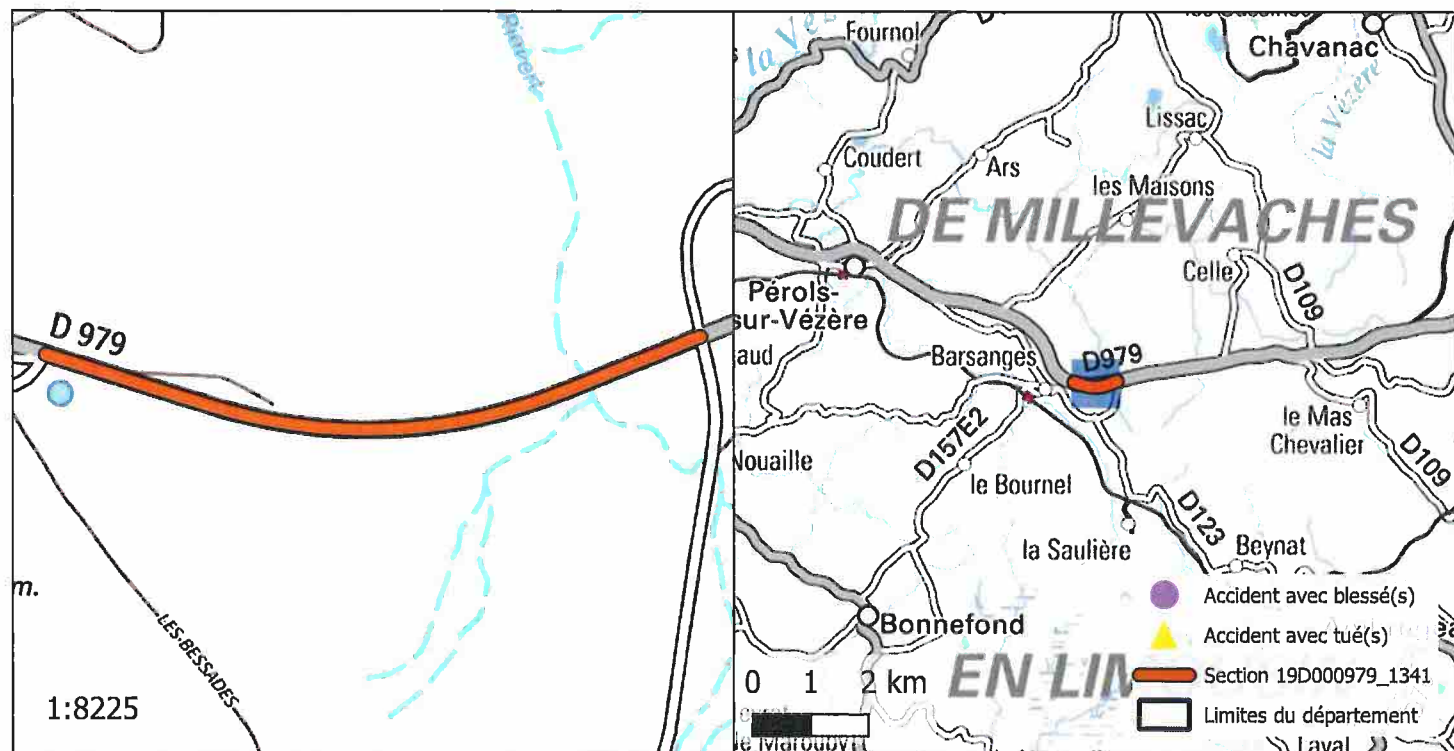 Riavert
D 979
m.
LES BESSADES
1:8225
la Vézère
Fournol
Chavanac
Lissac
la Vézère
Coudert
Ars
les Maisons
DE MILLEVACHES
Celle
D109
Pérols-
sur-Vézère
aud
Barsanges
D979
le Mas
Chevalier
D109
Nouaille
D157E2
le Bournel
la Saulière
D123
Beynat
Bonnefond
0 1 2 km
EN LIM
Accident avec blessé(s)
Accident avec tué(s)
Section 19D000979_1341
Limites du département
Laval